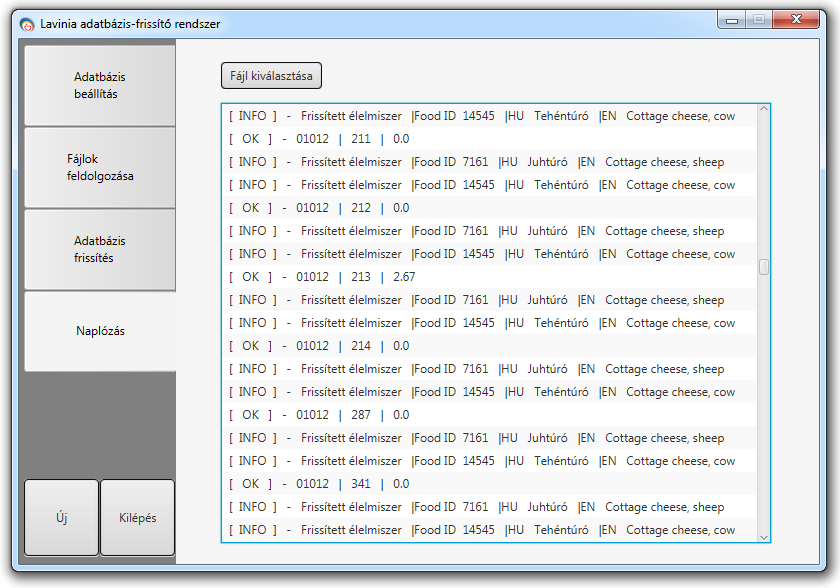 Lavinia adatbázis-frissítő rendszer
Adatbázis
beállítás
Fájlok
feldolgozása
Adatbázis
frissítés
Naplózás
Új
Kilépés
Fájl kiválasztása
[ INFO ] - Frissített élelmiszer |Food ID 14545 |HU Tehéntúró |EN Cottage cheese, cow
[ OK ] - 01012 | 211 | 0.0
[ INFO ] - Frissített élelmiszer |Food ID 7161 |HU Juhtúró |EN Cottage cheese, sheep
[ INFO ] - Frissített élelmiszer |Food ID 14545 |HU Tehéntúró |EN Cottage cheese, cow
[ OK ] - 01012 | 212 | 0.0
[ INFO ] - Frissített élelmiszer |Food ID 7161 |HU Juhtúró |EN Cottage cheese, sheep
[ INFO ] - Frissített élelmiszer |Food ID 14545 |HU Tehéntúró |EN Cottage cheese, cow
[ OK ] - 01012 | 213 | 2.67
[ INFO ] - Frissített élelmiszer |Food ID 7161 |HU Juhtúró |EN Cottage cheese, sheep
[ INFO ] - Frissített élelmiszer |Food ID 14545 |HU Tehéntúró |EN Cottage cheese, cow
[ OK ] - 01012 | 214 | 0.0
[ INFO ] - Frissített élelmiszer |Food ID 7161 |HU Juhtúró |EN Cottage cheese, sheep
[ INFO ] - Frissített élelmiszer |Food ID 14545 |HU Tehéntúró |EN Cottage cheese, cow
[ OK ] - 01012 | 287 | 0.0
[ INFO ] - Frissített élelmiszer |Food ID 7161 |HU Juhtúró |EN Cottage cheese, sheep
[ INFO ] - Frissített élelmiszer |Food ID 14545 |HU Tehéntúró |EN Cottage cheese, cow
[ OK ] - 01012 | 341 | 0.0
[ INFO ] - Frissített élelmiszer |Food ID 7161 |HU Juhtúró |EN Cottage cheese, sheep
[ INFO ] - Frissített élelmiszer |Food ID 14545 |HU Tehéntúró |EN Cottage cheese, cow